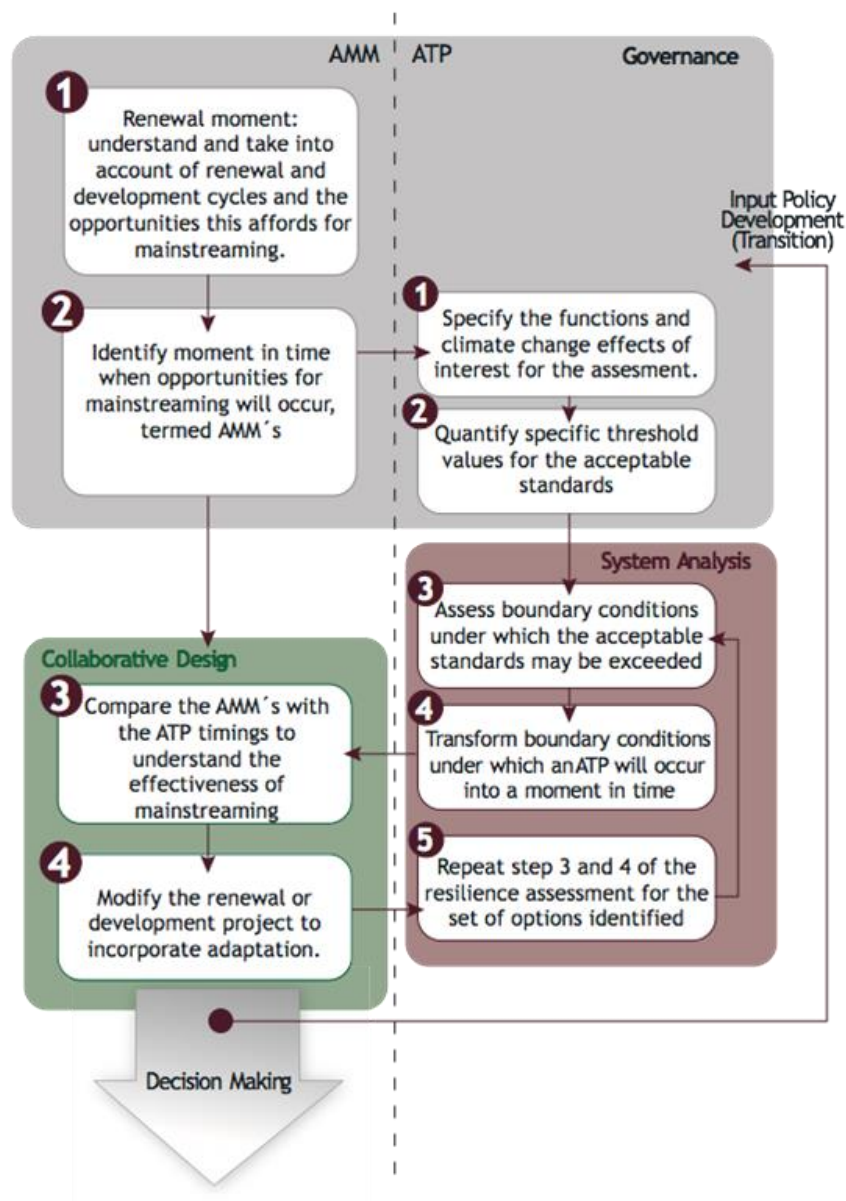 AMM
ATP
Governance
1
Renewal moment:
understand and take into
account of renewal and
development cycles and the
opportunities this affords for
mainstreaming.
2
Identify moment in time
when opportunities for
mainstreaming will occur,
termed AMM´s
1
Specify the functions and
climate change effects of
interest for the assesment.
2
Quantify specific threshold
values for the acceptable
standards
Input Policy
Development
(Transition)
System Analysis
3
Assess boundary conditions
under which the acceptable
standards may be exceeded
4
Transform boundary conditions
under which an ATP will occur
into a moment in time
5
Repeat step 3 and 4 of the
resilience assessment for the
set of options identified
Collaborative Design
3
Compare the AMM´s with
the ATP timings to
understand the
effectiveness of
mainstreaming
4
Modify the renewal or
development project to
incorporate adaptation.
Decision Making